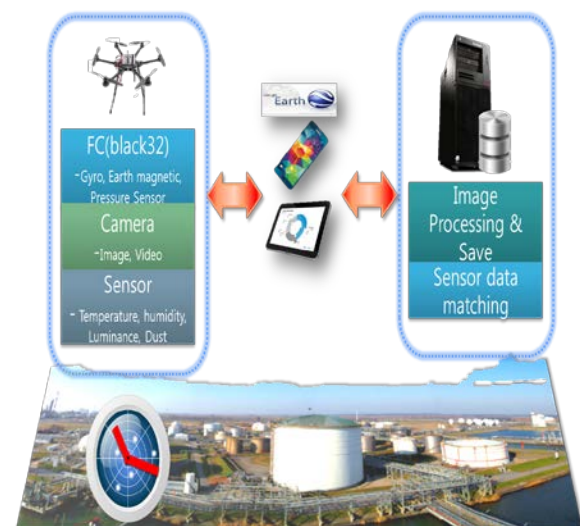 FC(black32)
-Gyro, Earth magnetic,
Pressure Sensor
Camera
-Image, Video
Sensor
- Temperature, humidity,
Luminance, Dust
Earth
Image
Processing &
Save
Sensor data
matching